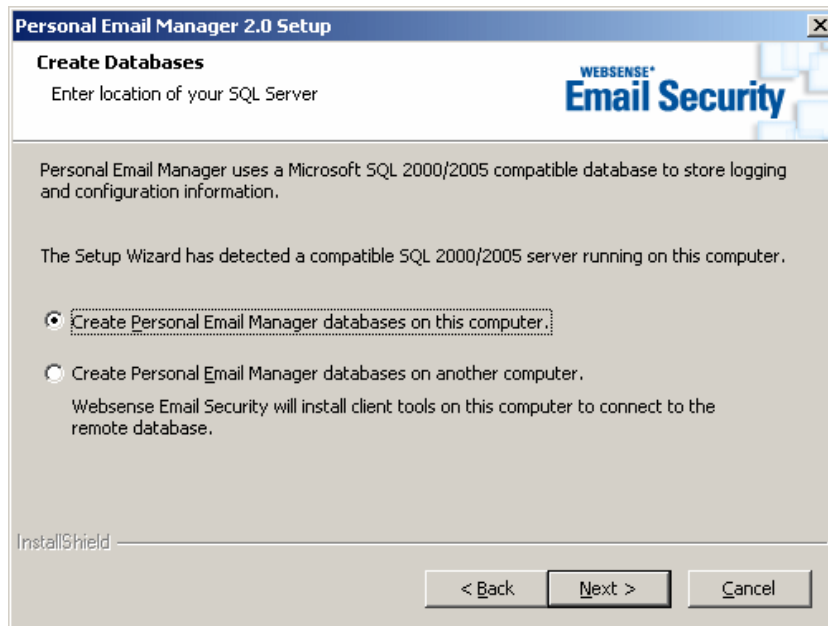 Personal Email Manager 2.0 Setup
Create Databases
Enter location of your SQL Server
WEBSENSE*
Email Security
Personal Email Manager uses a Microsoft SQL 2000/2005 compatible database to store logging
and configuration information.
The Setup Wizard has detected a compatible SQL 2000/2005 server running on this computer.
Create Personal Email Manager databases on this computer.
Create Personal Email Manager databases on another computer.
Websense Email Security will install client tools on this computer to connect to the
remote database.
InstallShield
< Back Next > Cancel